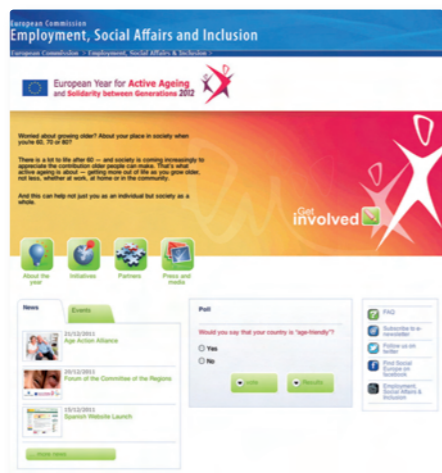 European Commission
Employment, Social Affairs and Inclusion
European Commission > Employment, Social Affairs & Inclusion >
European Year for Active Ageing
and Solidarity between Generations 2012
Worried about growing older? About your place in society when
you're 60, 70 or 80?
There is a lot to life after 60 — and society is coming increasingly to
appreciate the contribution older people can make. That's what
active ageing is about — getting more out of life as you grow older,
not less, whether at work, at home or in the community.
And this can help not just you as an individual but society as a
whole.
Get
involved
About the
year
Initiatives
Partners
Press and
media
News
Events
21/12/2011
Age Action Alliance
20/12/2011
Forum of the Committee of the Regions
15/12/2011
Spanish Website Launch
more news
Poll
Would you say that your country is "age-friendly"?
Yes
No
vote
Results
FAQ
Subscribe to e-
newsletter
Follow us on
twitter
Find Social
Europe on
facebook
Employment,
Social Affairs &
Inclusion